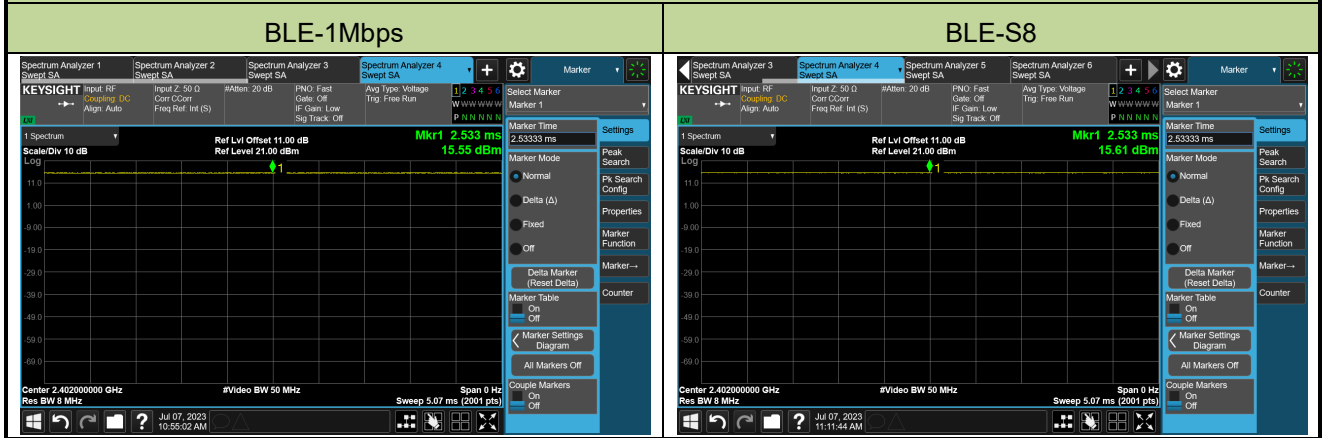 BLE-1Mbps
BLE-S8
Spectrum Analyzer 1
Swept SA
Spectrum Analyzer 2
Swept SA
Spectrum Analyzer 3
Swept SA
Spectrum Analyzer 4
Swept SA
Marker
KEYSIGHT
Input: RF
Coupling: DC
Align: Auto
Input Z: 50 Ω
Corr CCorr
Freq Ref: Int (S)
#Atten: 20 dB
PNO: Fast
Gate: Off
IF Gain: Low
Sig Track: Off
Avg Type: Voltage
Trig: Free Run
1 2 3 4 5 6
W W W W W W
P N N N N N
LXI
1 Spectrum
Scale/Div 10 dB
Ref Lvl Offset 11.00 dB
Ref Level 21.00 dBm
Mkr1 2.533 ms
15.55 dBm
Log
1
11.0
1.00
-9.00
-19.0
-29.0
-39.0
-49.0
-59.0
-69.0
Center 2.402000000 GHz
Res BW 8 MHz
#Video BW 50 MHz
Span 0 Hz
Sweep 5.07 ms (2001 pts)
Jul 07, 2023
10:55:02 AM
Select Marker
Marker 1
Marker Time
2.53333 ms
Marker Mode
Normal
Delta (Δ)
Fixed
Off
Delta Marker
(Reset Delta)
Marker Table
On
Off
Marker Settings
Diagram
All Markers Off
Couple Markers
On
Off
Settings
Peak
Search
Pk Search
Config
Properties
Marker
Function
Marker→
Counter
Spectrum Analyzer 3
Swept SA
Spectrum Analyzer 4
Swept SA
Spectrum Analyzer 5
Swept SA
Spectrum Analyzer 6
Swept SA
Marker
KEYSIGHT
Input: RF
Coupling: DC
Align: Auto
Input Z: 50 Ω
Corr CCorr
Freq Ref: Int (S)
#Atten: 20 dB
PNO: Fast
Gate: Off
IF Gain: Low
Sig Track: Off
Avg Type: Voltage
Trig: Free Run
1 2 3 4 5 6
W W W W W W
P N N N N N
LXI
1 Spectrum
Scale/Div 10 dB
Ref Lvl Offset 11.00 dB
Ref Level 21.00 dBm
Mkr1 2.533 ms
15.61 dBm
Log
1
11.0
1.00
-9.00
-19.0
-29.0
-39.0
-49.0
-59.0
-69.0
Center 2.402000000 GHz
Res BW 8 MHz
#Video BW 50 MHz
Span 0 Hz
Sweep 5.07 ms (2001 pts)
Jul 07, 2023
11:11:44 AM
Select Marker
Marker 1
Marker Time
2.53333 ms
Marker Mode
Normal
Delta (Δ)
Fixed
Off
Delta Marker
(Reset Delta)
Marker Table
On
Off
Marker Settings
Diagram
All Markers Off
Couple Markers
On
Off
Settings
Peak
Search
Pk Search
Config
Properties
Marker
Function
Marker→
Counter